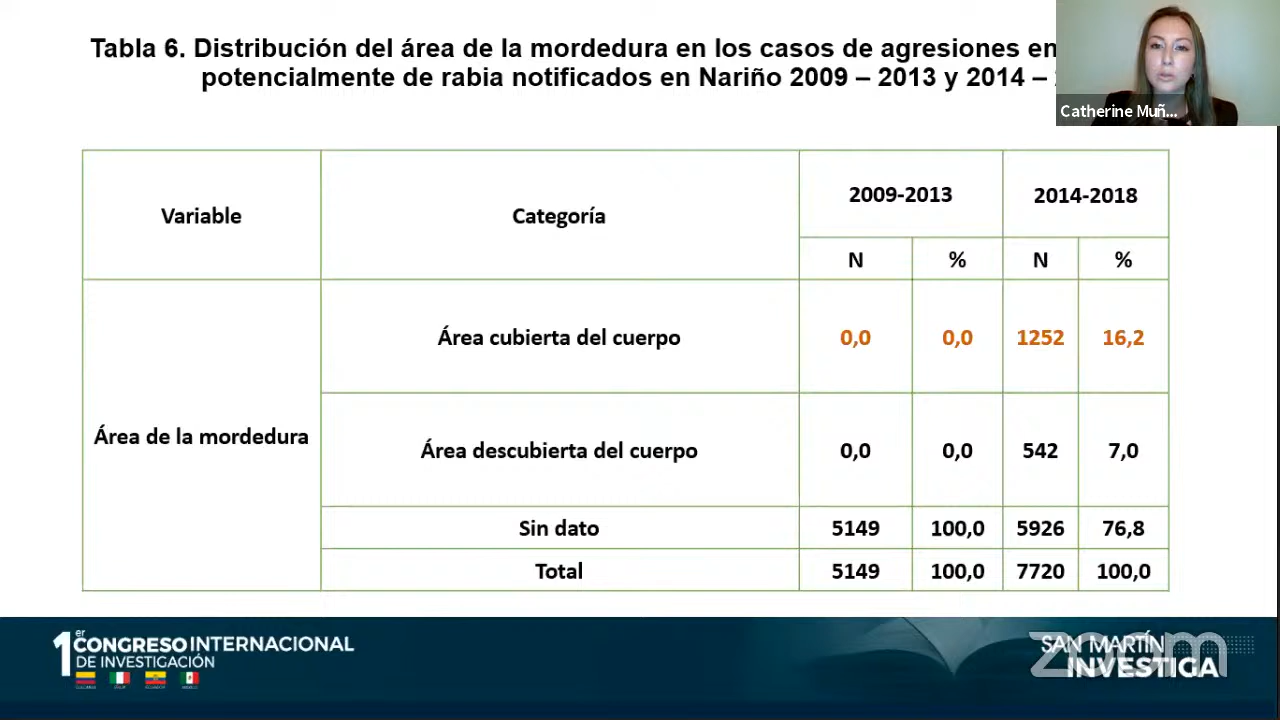 Tabla 6. Distribución del área de la mordedura en los casos de agresiones en
potencialmente de rabia notificados en Nariño 2009 – 2013 y 2014 –
Catherine Muñ...
Variable
Categoría
2009-2013
2014-2018
N
%
N
%
Área de la mordedura
Área cubierta del cuerpo
0,0
0,0
1252
16,2
Área descubierta del cuerpo
0,0
0,0
542
7,0
Sin dato
5149
100,0
5926
76,8
Total
5149
100,0
7720
100,0
1er CONGRESO INTERNACIONAL
DE INVESTIGACIÓN
SAN MARTÍN
INVESTIGA
zoom